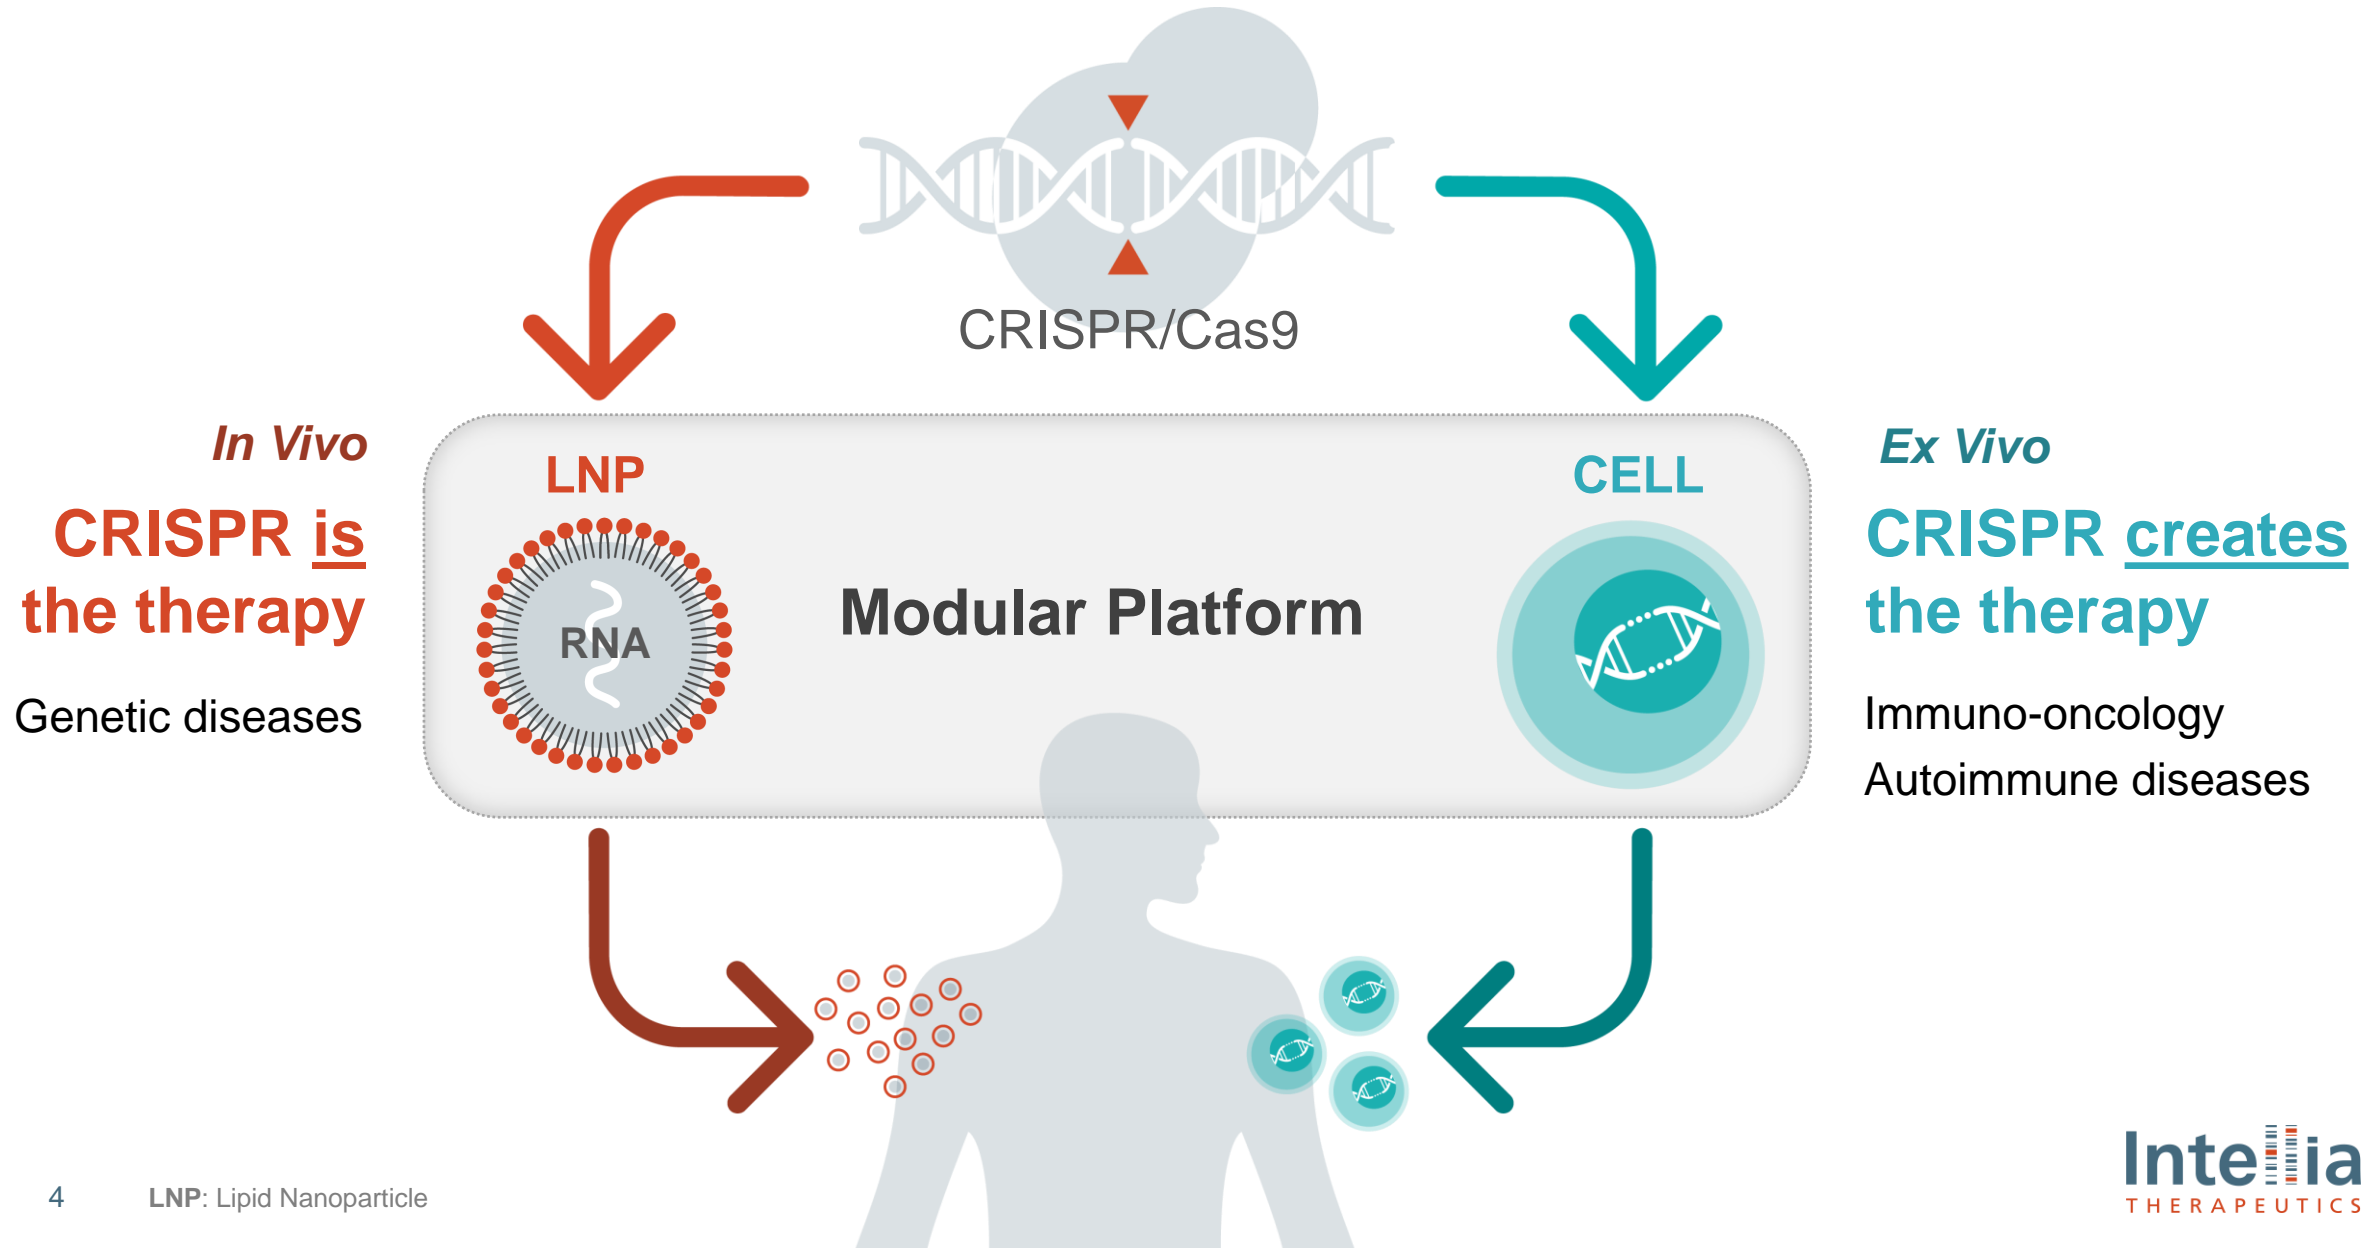 CRISPR/Cas9
In Vivo
CRISPR is
the therapy
Genetic diseases
LNP
RNA
Modular Platform
CELL
Ex Vivo
CRISPR creates
the therapy
Immuno-oncology
Autoimmune diseases
4
LNP: Lipid Nanoparticle
Intellia
THERAPEUTICS